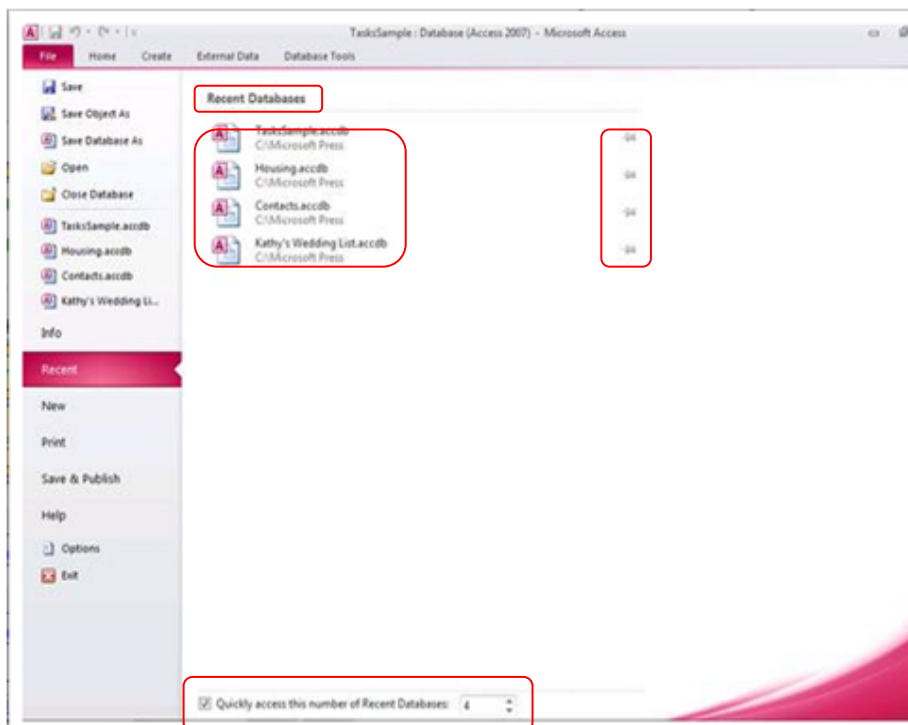 TasksSample : Database (Access 2007) - Microsoft Access
File Home Create External Data Database Tools
Save
Save Object As
Save Database As
Open
Close Database
TasksSample.accdb
Housing.accdb
Contacts.accdb
Kathy's Wedding Li...
Info
Recent
New
Print
Save & Publish
Help
Options
Exit
Recent Databases
TasksSample.accdb
C:\Microsoft Press
Housing.accdb
C:\Microsoft Press
Contacts.accdb
C:\Microsoft Press
Kathy's Wedding List.accdb
C:\Microsoft Press
Quickly access this number of Recent Databases: 4